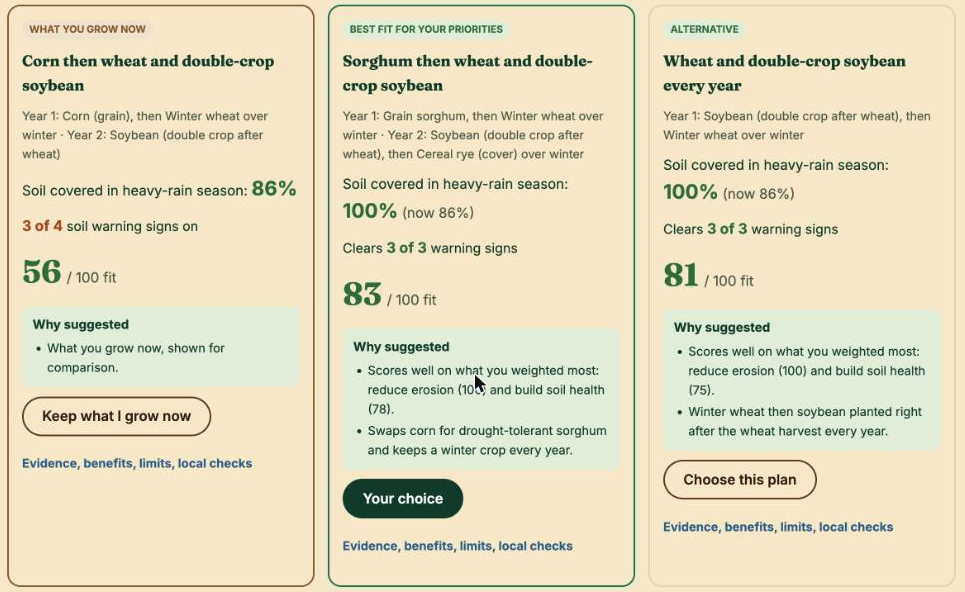 WHAT YOU GROW NOW
Corn then wheat and double-crop
soybean
Year 1: Corn (grain), then Winter wheat over
winter · Year 2: Soybean (double crop after
wheat)
Soil covered in heavy-rain season: 86%
3 of 4 soil warning signs on
56 / 100 fit
Why suggested
• What you grow now, shown for
comparison.
Keep what I grow now
Evidence, benefits, limits, local checks
BEST FIT FOR YOUR PRIORITIES
Sorghum then wheat and double-
crop soybean
Year 1: Grain sorghum, then Winter wheat over
winter · Year 2: Soybean (double crop after
wheat), then Cereal rye (cover) over winter
Soil covered in heavy-rain season:
100% (now 86%)
Clears 3 of 3 warning signs
83 / 100 fit
Why suggested
• Scores well on what you weighted most:
reduce erosion (100) and build soil health
(78).
• Swaps corn for drought-tolerant sorghum
and keeps a winter crop every year.
Your choice
Evidence, benefits, limits, local checks
ALTERNATIVE
Wheat and double-crop soybean
every year
Year 1: Soybean (double crop after wheat), then
Winter wheat over winter
Soil covered in heavy-rain season:
100% (now 86%)
Clears 3 of 3 warning signs
81 / 100 fit
Why suggested
• Scores well on what you weighted most:
reduce erosion (100) and build soil health
(75).
• Winter wheat then soybean planted right
after the wheat harvest every year.
Choose this plan
Evidence, benefits, limits, local checks